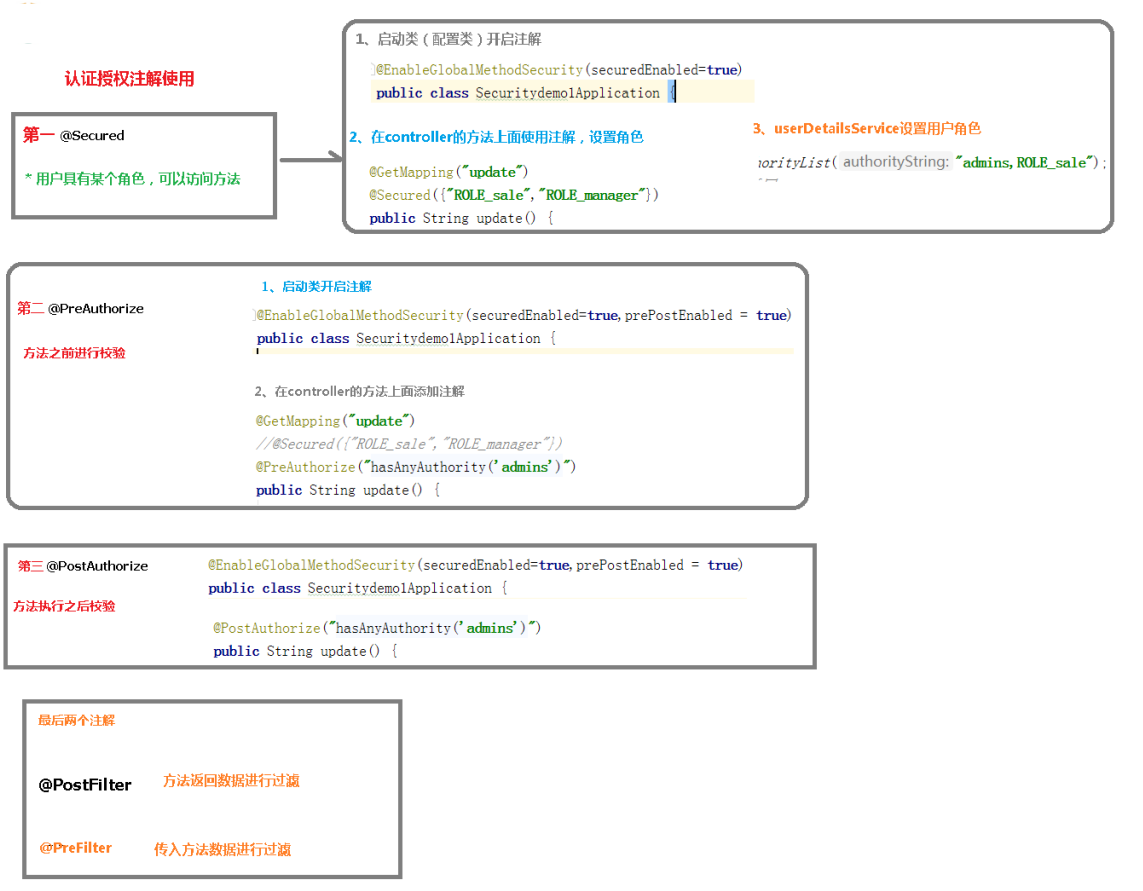 认证授权注解使用
第一 @Secured
* 用户具有某个角色，可以访问方法
1、启动类（配置类）开启注解
@EnableGlobalMethodSecurity(securedEnabled=true)
public class Securitydemo1Application {
2、在controller的方法上面使用注解，设置角色
@GetMapping("update")
@Secured({"ROLE_sale","ROLE_manager"})
public String update() {
3、userDetailsService设置用户角色
orityList( authorityString: "admins,ROLE_sale");
第二 @PreAuthorize
方法之前进行校验
1、启动类开启注解
@EnableGlobalMethodSecurity(securedEnabled=true,prePostEnabled = true)
public class Securitydemo1Application {
2、在controller的方法上面添加注解
@GetMapping("update")
//@Secured({"ROLE_sale","ROLE_manager"})
@PreAuthorize("hasAnyAuthority('admins')")
public String update() {
第三 @PostAuthorize
方法执行之后校验
@EnableGlobalMethodSecurity(securedEnabled=true,prePostEnabled = true)
public class Securitydemo1Application {
@PostAuthorize("hasAnyAuthority('admins')")
public String update() {
最后两个注解
@PostFilter 方法返回数据进行过滤
@PreFilter 传入方法数据进行过滤